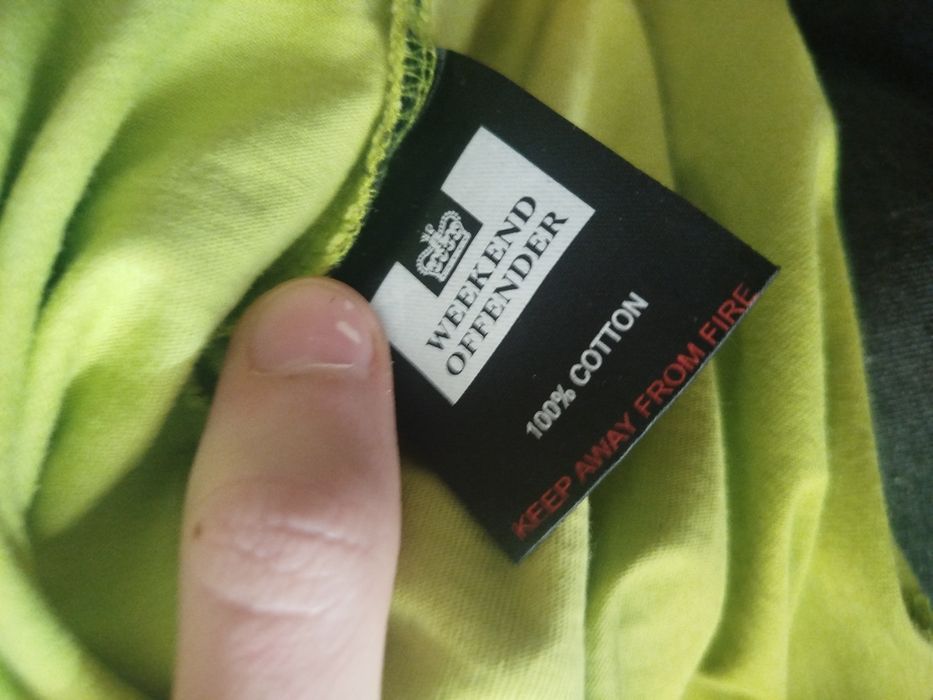 WEEKEND
OFFENDER
100% COTTON
KEEP AWAY FROM FIRE